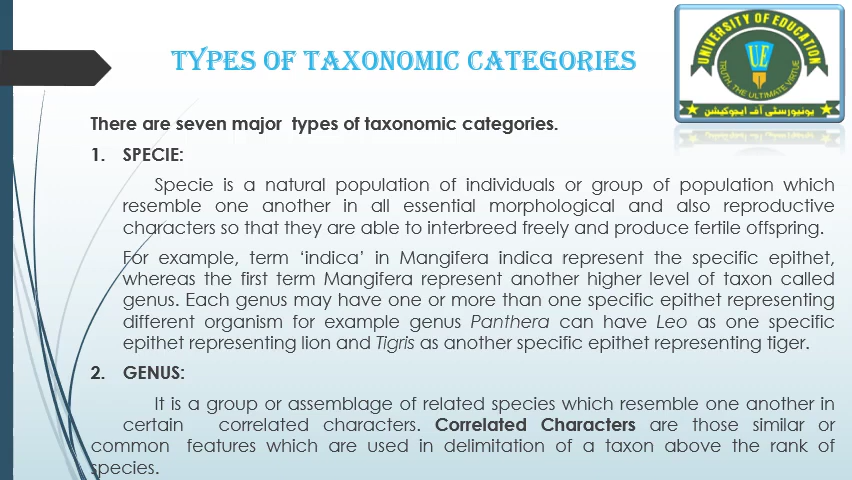 TYPES OF TAXONOMIC CATEGORIES
UNIVERSITY OF EDUCATION
UE
TRUTH, THE ULTIMATE VIRTUE
یونیورسٹی آف ایجوکیشن
There are seven major types of taxonomic categories.
1. SPECIE:
Specie is a natural population of individuals or group of population which
resemble one another in all essential morphological and also reproductive
characters so that they are able to interbreed freely and produce fertile offspring.
For example, term ‘indica’ in Mangifera indica represent the specific epithet,
whereas the first term Mangifera represent another higher level of taxon called
genus. Each genus may have one or more than one specific epithet representing
different organism for example genus Panthera can have Leo as one specific
epithet representing lion and Tigris as another specific epithet representing tiger.
2. GENUS:
It is a group or assemblage of related species which resemble one another in
certain correlated characters. Correlated Characters are those similar or
common features which are used in delimitation of a taxon above the rank of
species.